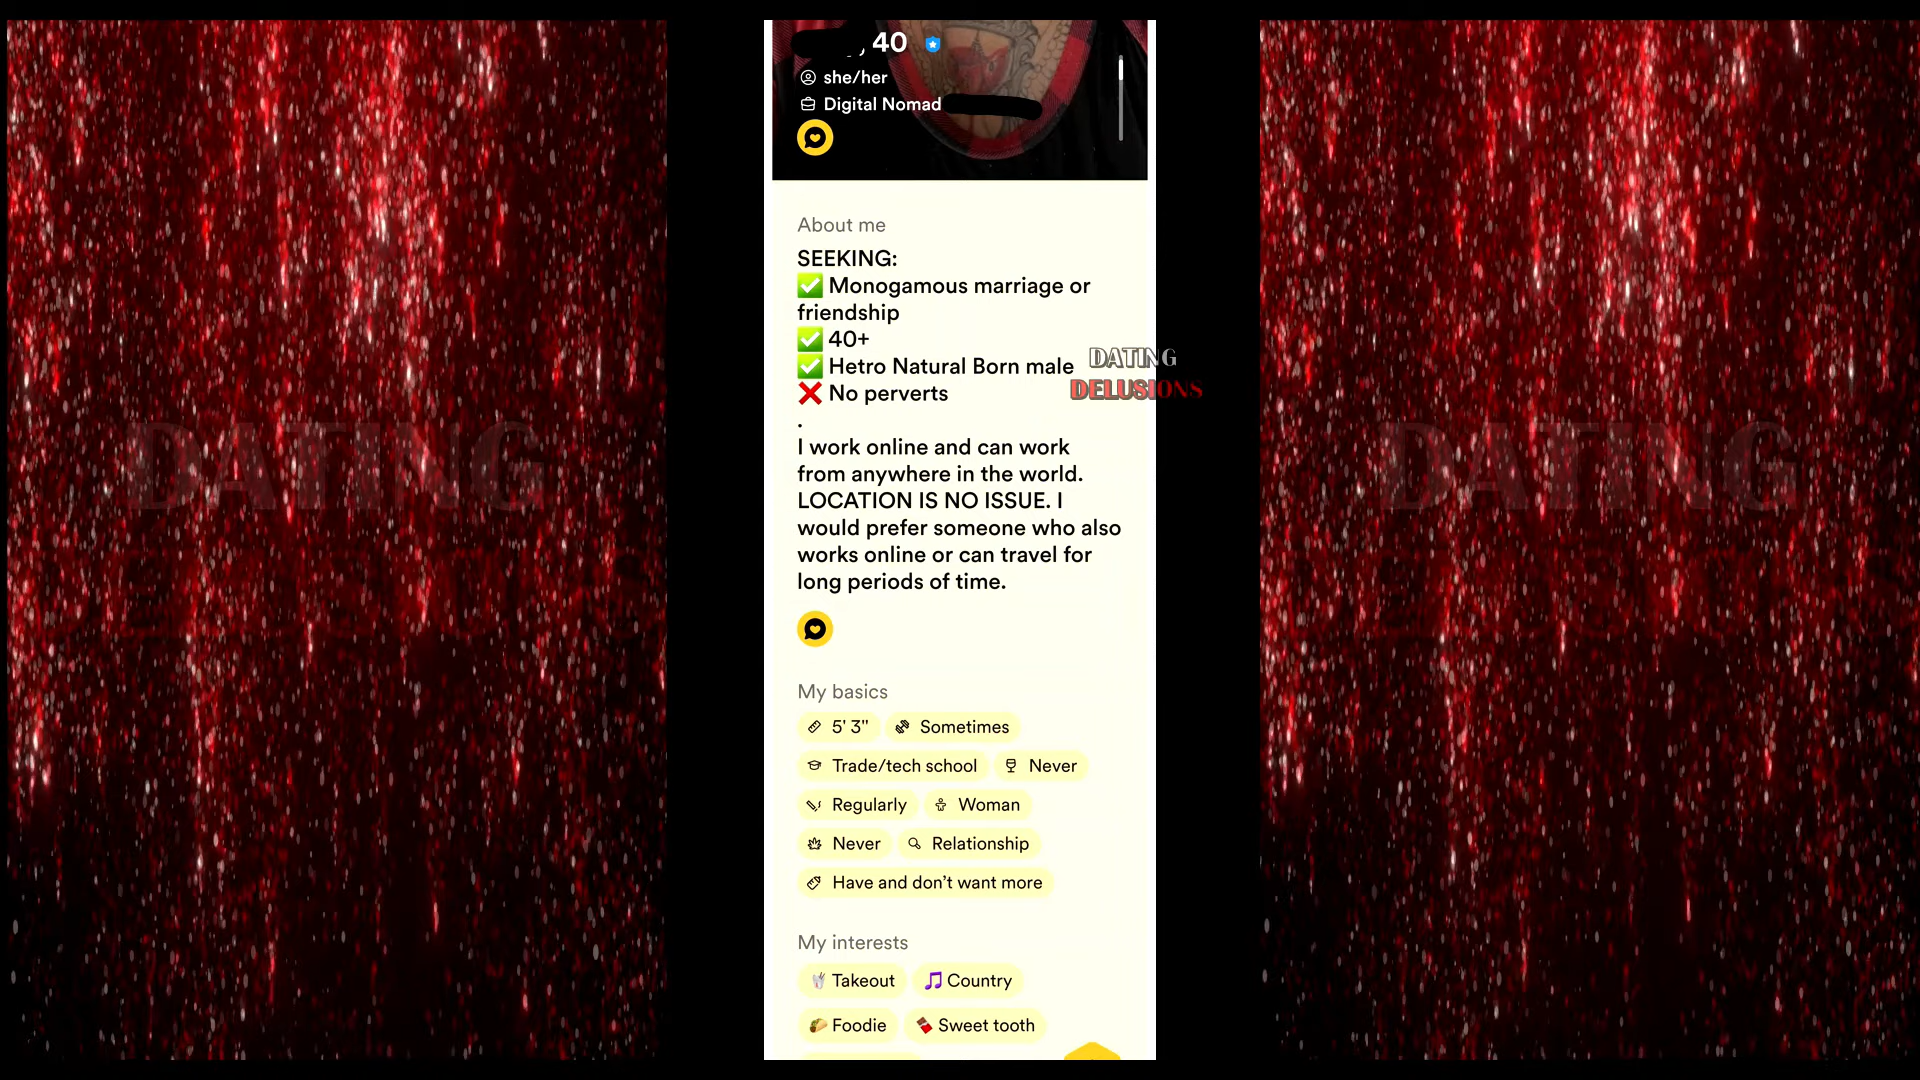 , 40
she/her
Digital Nomad
About me
SEEKING:
✅ Monogamous marriage or
friendship
✅ 40+
✅ Hetro Natural Born male
❌ No perverts
.
I work online and can work
from anywhere in the world.
LOCATION IS NO ISSUE. I
would prefer someone who also
works online or can travel for
long periods of time.
My basics
5' 3" Sometimes
Trade/tech school Never
Regularly Woman
Never Relationship
Have and don’t want more
My interests
Takeout Country
Foodie Sweet tooth
DATING
DELUSIONS
DATING
DATING